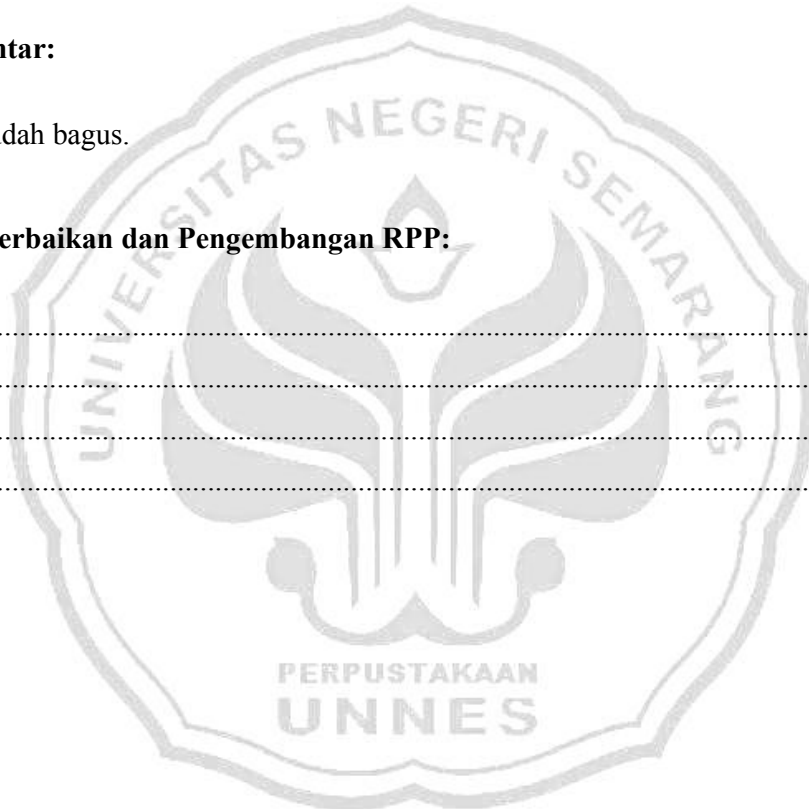 ntar:
dah bagus.
erbaikan dan Pengembangan RPP:
................................................................................
................................................................................
................................................................................
................................................................................
UNIVERSITAS NEGERI SEMARANG
PERPUSTAKAAN
UNNES